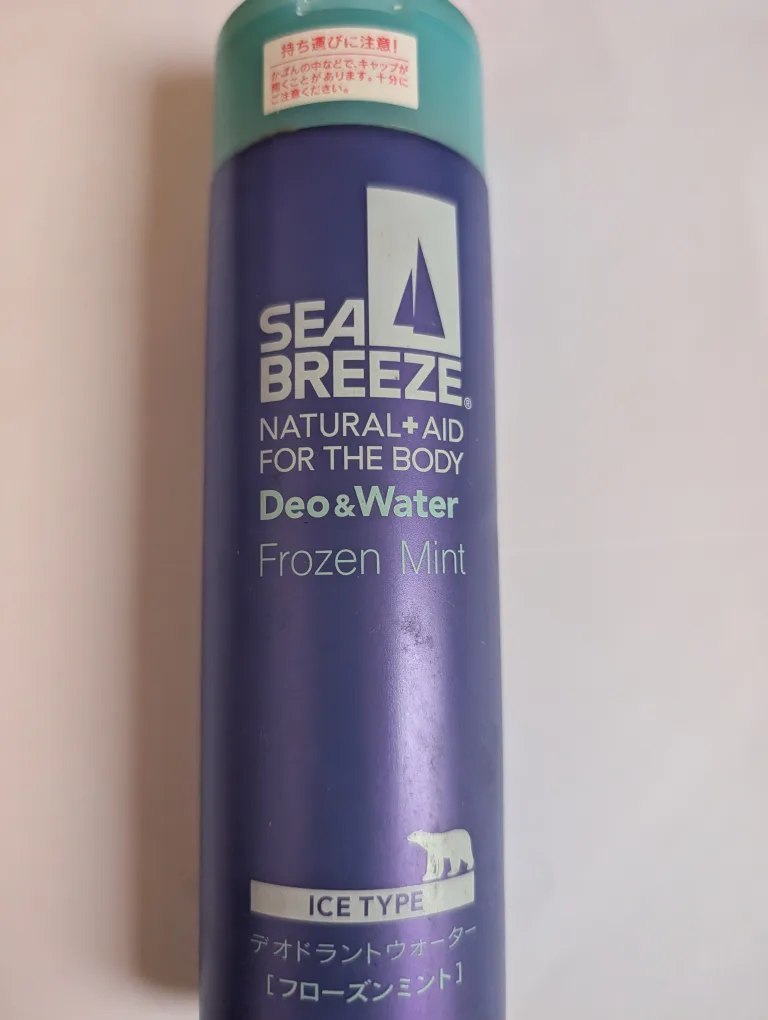 持ち運びに注意!
かばんの中などで、キャップが
開くことがあります。十分に
ご注意ください。
SEA
BREEZE®
NATURAL+AID
FOR THE BODY
Deo&Water
Frozen Mint
ICE TYPE
デオドラントウォーター
[フローズンミント]